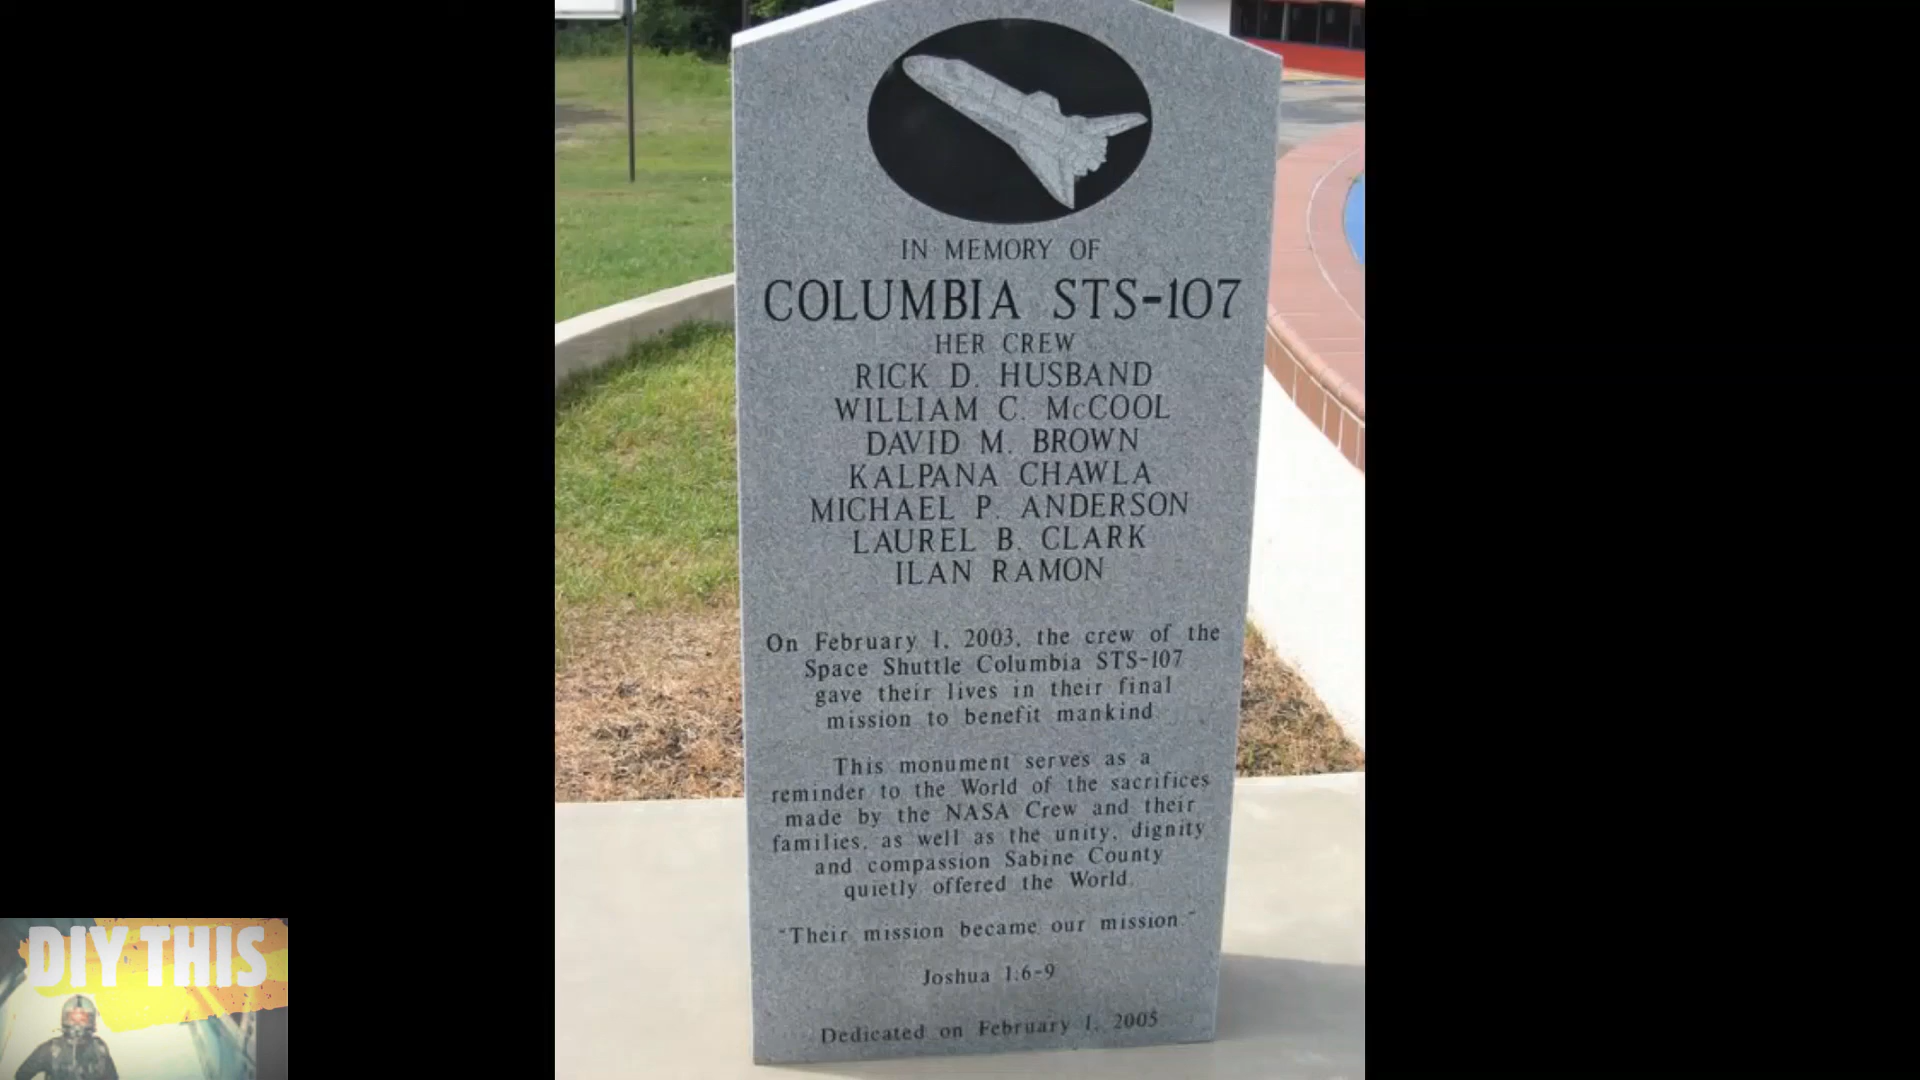 IN MEMORY OF
COLUMBIA STS-107
HER CREW
RICK D. HUSBAND
WILLIAM C. McCOOL
DAVID M. BROWN
KALPANA CHAWLA
MICHAEL P. ANDERSON
LAUREL B. CLARK
ILAN RAMON
On February 1, 2003, the crew of the
Space Shuttle Columbia STS-107
gave their lives in their final
mission to benefit mankind.
This monument serves as a
reminder to the World of the sacrifices
made by the NASA Crew and their
families, as well as the unity, dignity
and compassion Sabine County
quietly offered the World.
"Their mission became our mission."
Joshua 1:6-9
Dedicated on February 1, 2005
DIY THIS